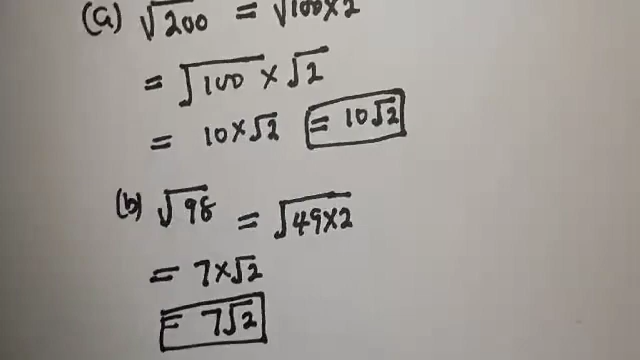 (a) √200 = √100×2
= √100 × √2
= 10×√2 = 10√2
(b) √98 = √49×2
= 7×√2
= 7√2